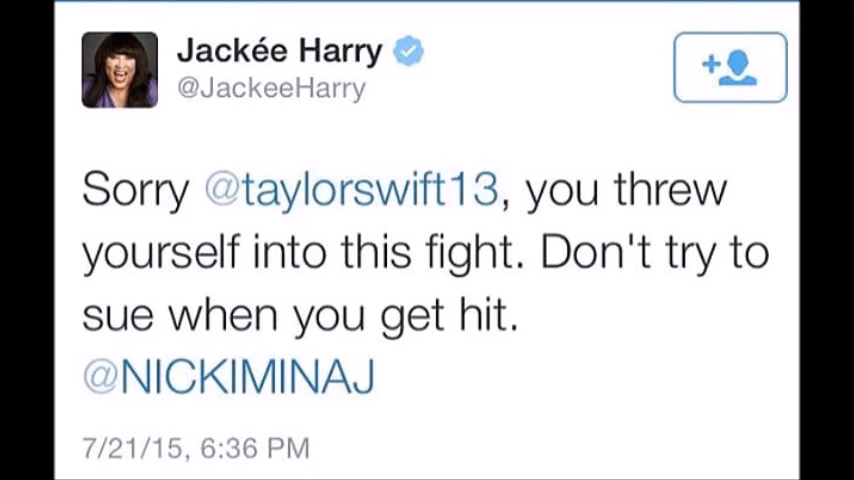 Jackée Harry
@JackeeHarry
Sorry @taylorswift13, you threw
yourself into this fight. Don't try to
sue when you get hit.
@NICKIMINAJ
7/21/15, 6:36 PM